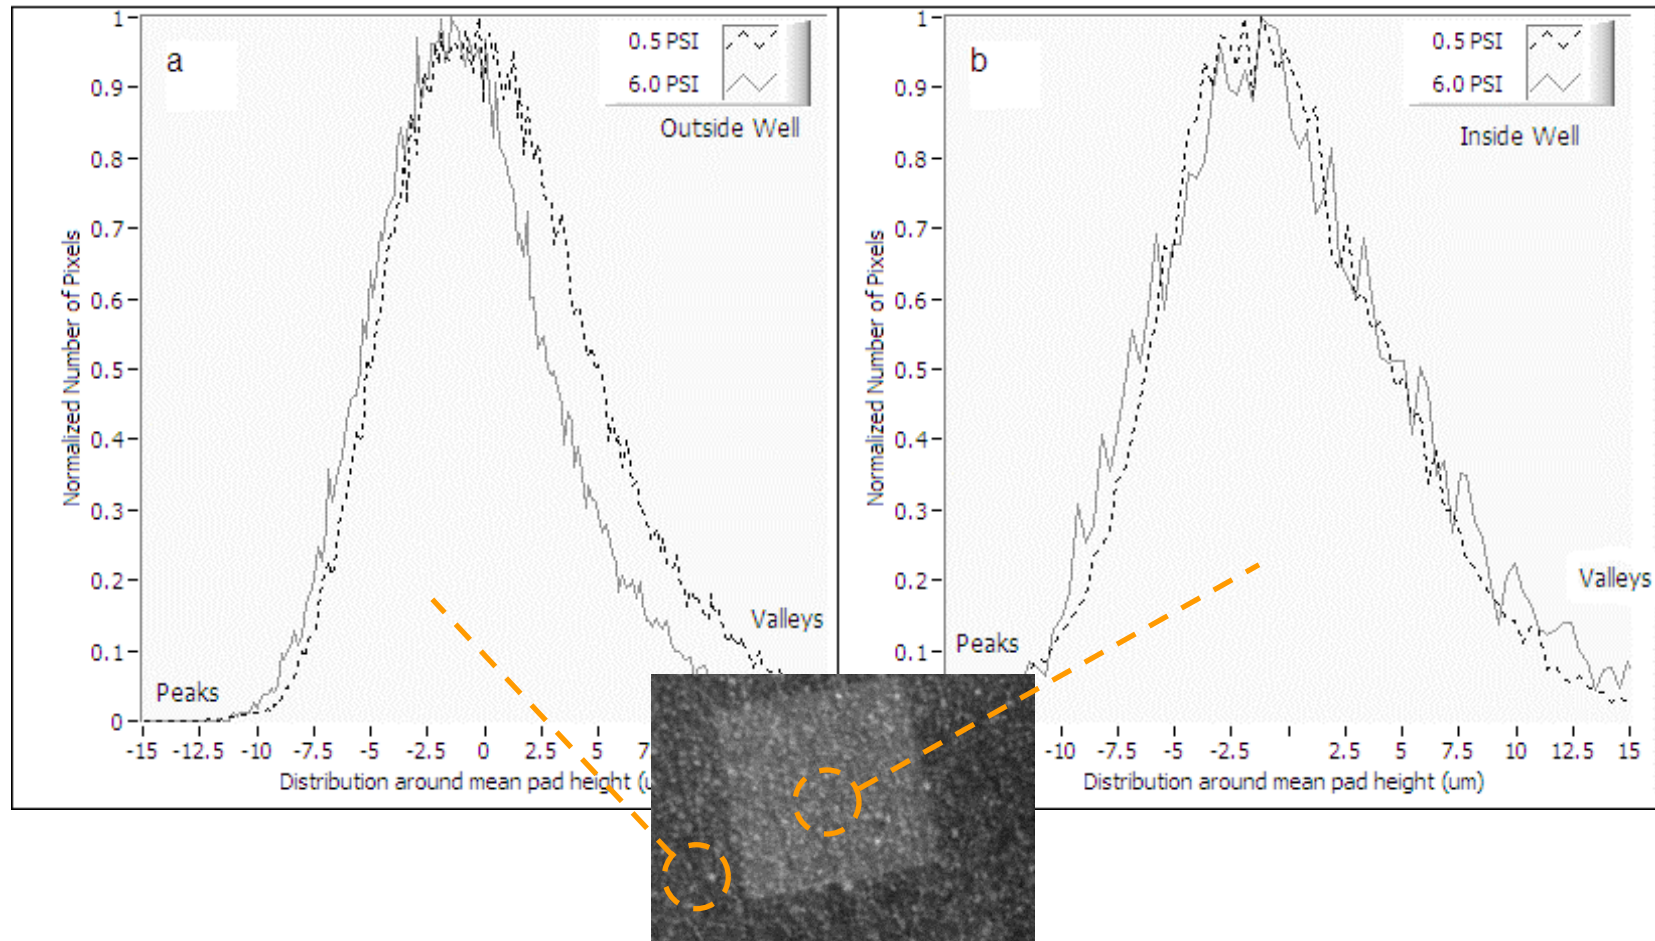 a
0.5 PSI
6.0 PSI
Outside Well
Normalized Number of Pixels
1
0.9
0.8
0.7
0.6
0.5
0.4
0.3
0.2
0.1
0
Peaks
Valleys
-15 -12.5 -10 -7.5 -5 -2.5 0 2.5 5
Distribution around mean pad height
b
0.5 PSI
6.0 PSI
Inside Well
Normalized Number of Pixels
1
0.9
0.8
0.7
0.6
0.5
0.4
0.3
0.2
0.1
Peaks
Valleys
-10 -7.5 -5 -2.5 0 2.5 5 7.5 10 12.5 15
Distribution around mean pad height (um)